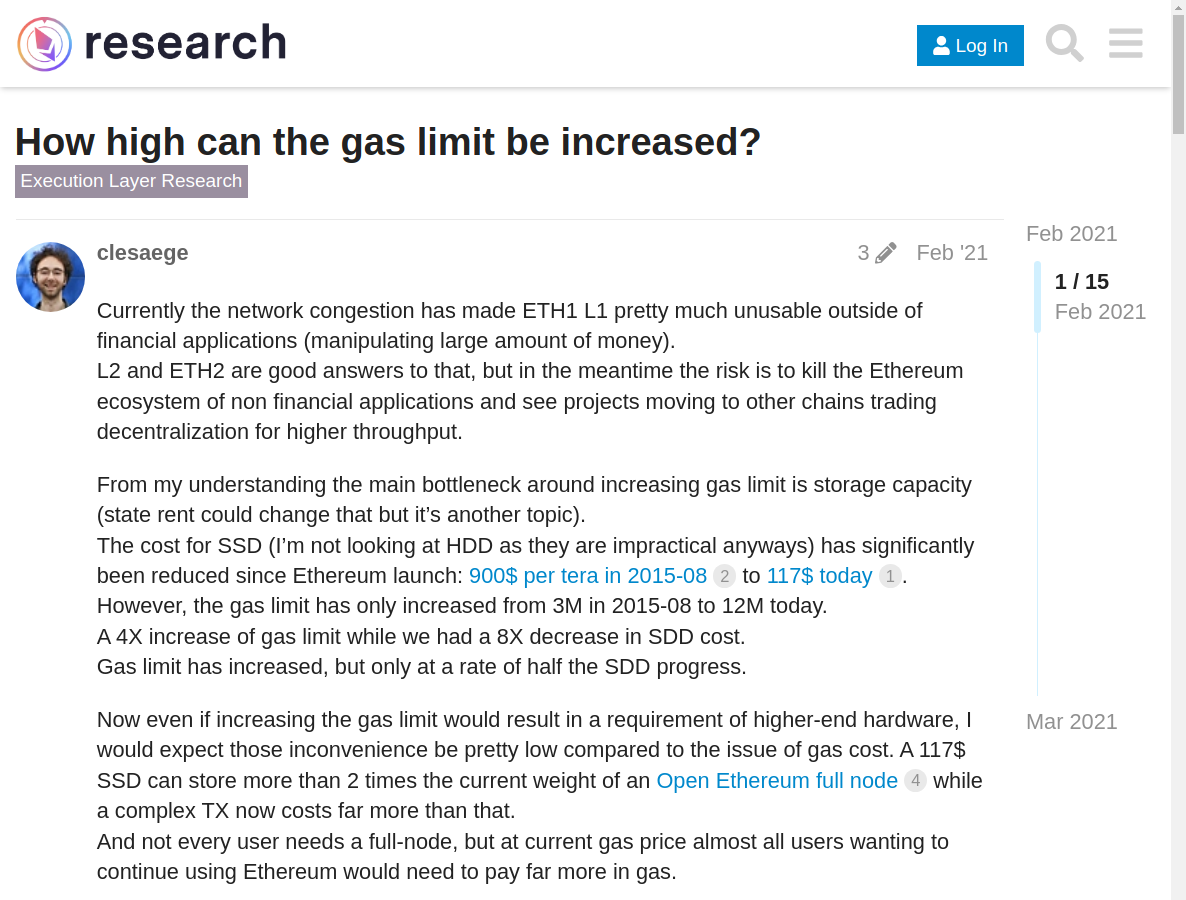 research
Log In
How high can the gas limit be increased?
Execution Layer Research
clesaege
3
Feb '21
Currently the network congestion has made ETH1 L1 pretty much unusable outside of
financial applications (manipulating large amount of money).
L2 and ETH2 are good answers to that, but in the meantime the risk is to kill the Ethereum
ecosystem of non financial applications and see projects moving to other chains trading
decentralization for higher throughput.
From my understanding the main bottleneck around increasing gas limit is storage capacity
(state rent could change that but it’s another topic).
The cost for SSD (I’m not looking at HDD as they are impractical anyways) has significantly
been reduced since Ethereum launch: 900$ per tera in 2015-08 2 to 117$ today 1.
However, the gas limit has only increased from 3M in 2015-08 to 12M today.
A 4X increase of gas limit while we had a 8X decrease in SDD cost.
Gas limit has increased, but only at a rate of half the SDD progress.
Now even if increasing the gas limit would result in a requirement of higher-end hardware, I
would expect those inconvenience be pretty low compared to the issue of gas cost. A 117$
SSD can store more than 2 times the current weight of an Open Ethereum full node 4 while
a complex TX now costs far more than that.
And not every user needs a full-node, but at current gas price almost all users wanting to
continue using Ethereum would need to pay far more in gas.
Feb 2021
1 / 15
Feb 2021
Mar 2021